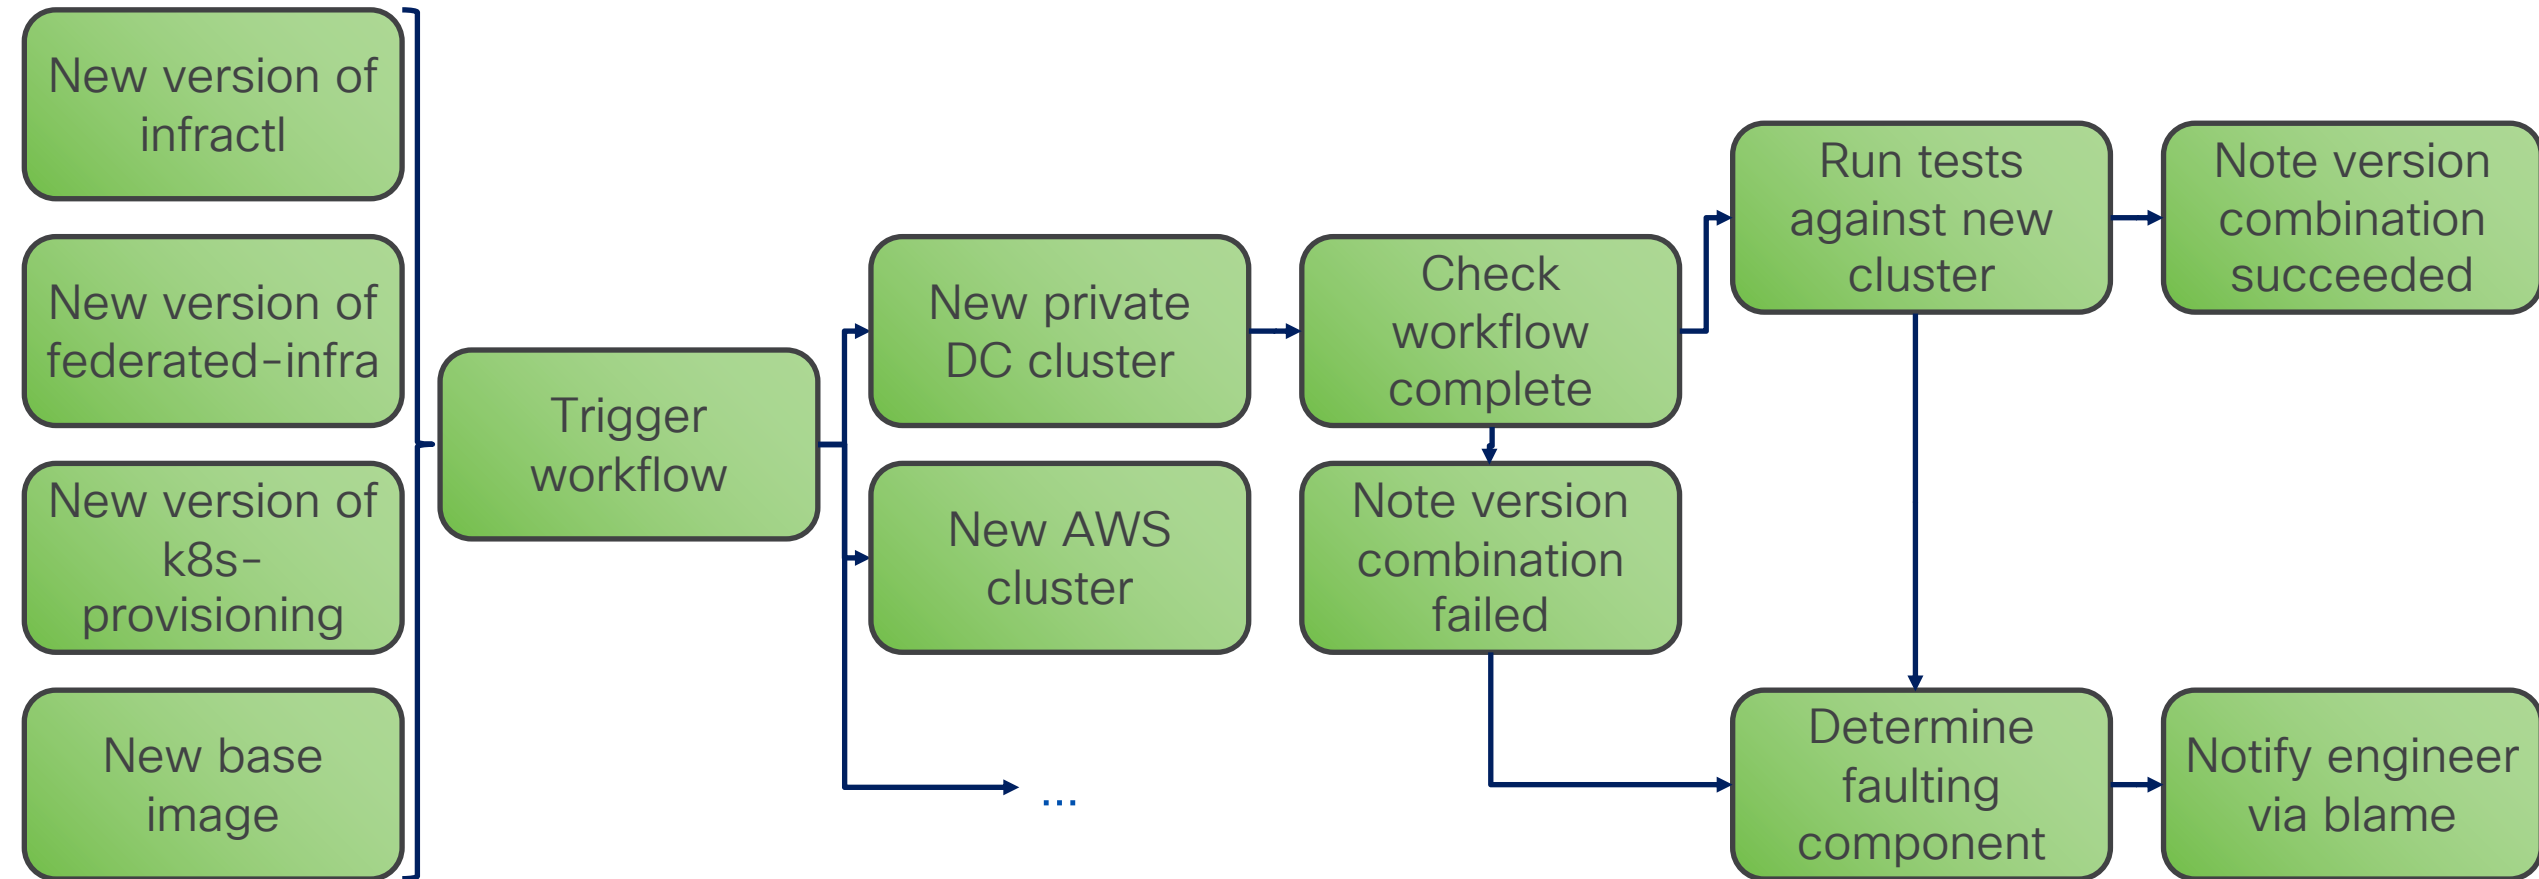 New version of
infractl
New version of
federated-infra
New version of
k8s-
provisioning
New base
image
Trigger
workflow
New private
DC cluster
New AWS
cluster
...
Check
workflow
complete
Note version
combination
failed
Run tests
against new
cluster
Note version
combination
succeeded
Determine
faulting
component
Notify engineer
via blame